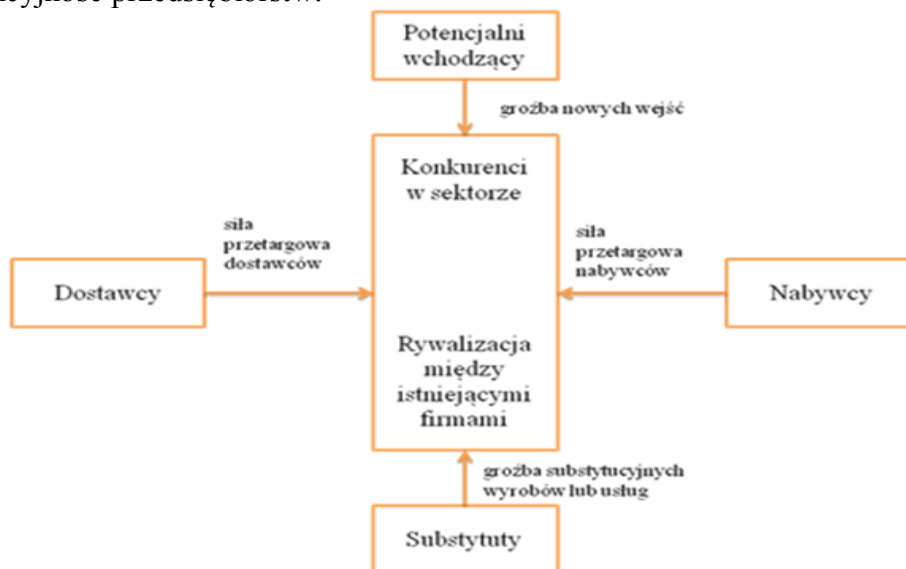 przedsiębiorstw.
Potencjalni
wchodzący
groźba nowych wejść
Konkurenci
w sektorze
siła
przetargowa
dostawców
siła
przetargowa
nabywców
Dostawcy
Nabywcy
Rywalizacja
między
istniejącymi
firmami
groźba substytucyjnych
wyrobów lub usług
Substytuty